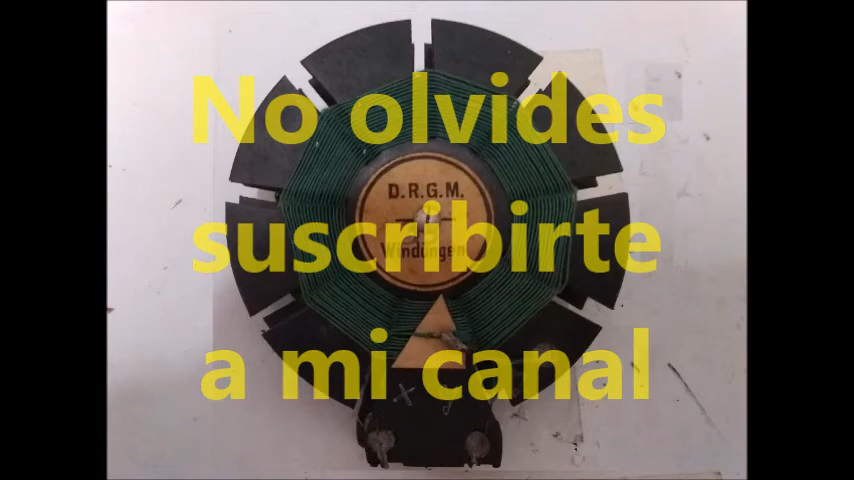 No olvides
suscribirte
a mi canal
D.R.G.M.
Windungen